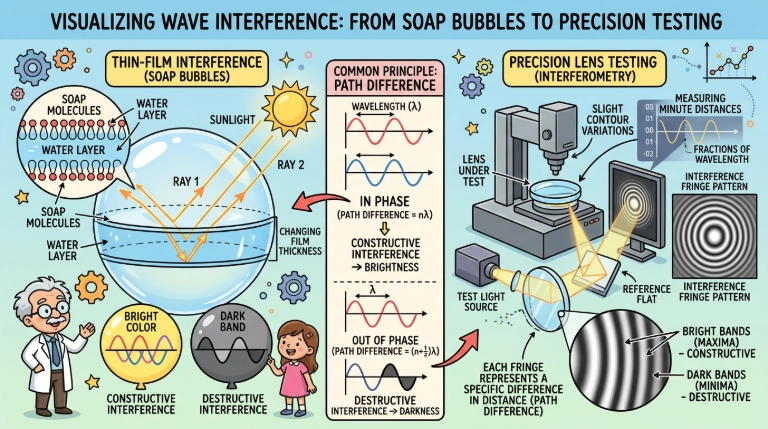 VISUALIZING WAVE INTERFERENCE: FROM SOAP BUBBLES TO PRECISION TESTING
THIN-FILM INTERFERENCE
(SOAP BUBBLES)
SOAP
MOLECULES
WATER
LAYER
WATER LAYER
SOAP
MOLECULES
WATER
LAYER
SUNLIGHT
RAY 1
RAY 2
CHANGING
FILM
THICKNESS
BRIGHT
COLOR
CONSTRUCTIVE
INTERFERENCE
DARK
BAND
DESTRUCTIVE
INTERFERENCE
COMMON PRINCIPLE:
PATH DIFFERENCE
WAVELENGTH (λ)
IN PHASE
(PATH DIFFERENCE = nλ)
CONSTRUCTIVE
INTERFERENCE
→ BRIGHTNESS
λ
OUT OF PHASE
(PATH DIFFERENCE = (n+½)λ)
DESTRUCTIVE
INTERFERENCE → DARKNESS
PRECISION LENS TESTING
(INTERFEROMETRY)
SLIGHT
CONTOUR
VARIATIONS
LENS
UNDER
TEST
MEASURING
MINUTE DISTANCES
05
01
00
-01
-02
FRACTIONS OF
WAVELENGTH
INTERFERENCE
FRINGE PATTERN
INTERFERENCE
FRINGE PATTERN
TEST LIGHT
SOURCE
REFERENCE
FLAT
EACH FRINGE
REPRESENTS A
SPECIFIC DIFFERENCE
IN DISTANCE (PATH
DIFFERENCE)
BRIGHT BANDS
(MAXIMA)
– CONSTRUCTIVE
DARK BANDS
(MINIMA)
– DESTRUCTIVE